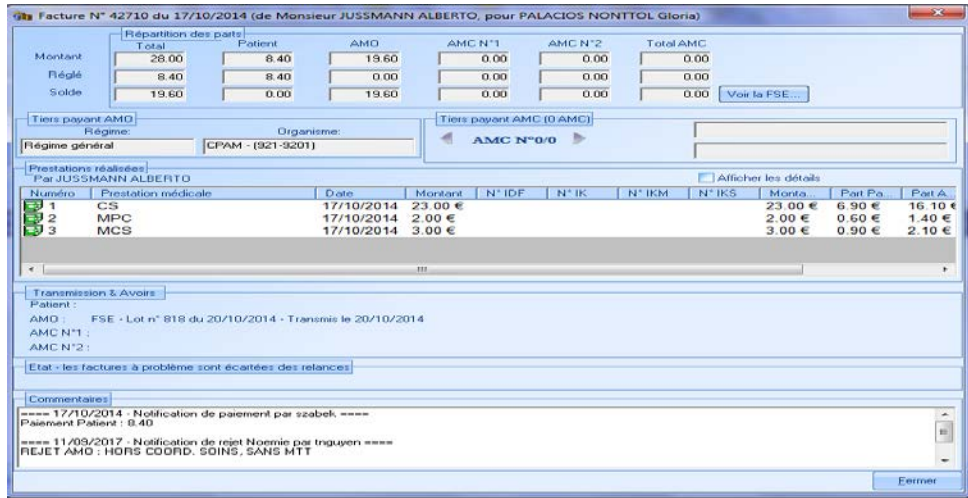 Facture N° 42710 du 17/10/2014 (de Monsieur JUSSMANN ALBERTO, pour PALACIOS NONTTOL Gloria)
Répartition des parts
Total Patient AMO AMC N°1 AMC N°2 Total AMC
Montant 28.00 8.40 19.60 0.00 0.00 0.00
Réglé 8.40 8.40 0.00 0.00 0.00 0.00
Solde 19.60 0.00 19.60 0.00 0.00 0.00 Voir la FSE...
Tiers payant AMO Tiers payant AMC (0 AMC)
Régime: Organisme:
Régime général CPAM - (921-9201) AMC N°0/0
Prestations réalisées
Par JUSSMANN ALBERTO Afficher les détails
Numéro Prestation médicale Date Montant N° IDF N° IK N° IKM N° IKS Monta... Part Pa... Part A...
1 CS 17/10/2014 23.00 € 23.00 € 6.90 € 16.10 €
2 MPC 17/10/2014 2.00 € 2.00 € 0.60 € 1.40 €
3 MCS 17/10/2014 3.00 € 3.00 € 0.90 € 2.10 €
Transmission & Avoirs
Patient :
AMO : FSE - Lot n° 818 du 20/10/2014 - Transmis le 20/10/2014
AMC N°1 :
AMC N°2 :
Etat - les factures à problème sont écartées des relances
Commentaires
==== 17/10/2014 - Notification de paiement par szabek ====
Paiement Patient : 8.40
==== 11/09/2017 - Notification de rejet Noemie par tnguyen ====
REJET AMO : HORS COORD. SOINS, SANS MTT
Fermer